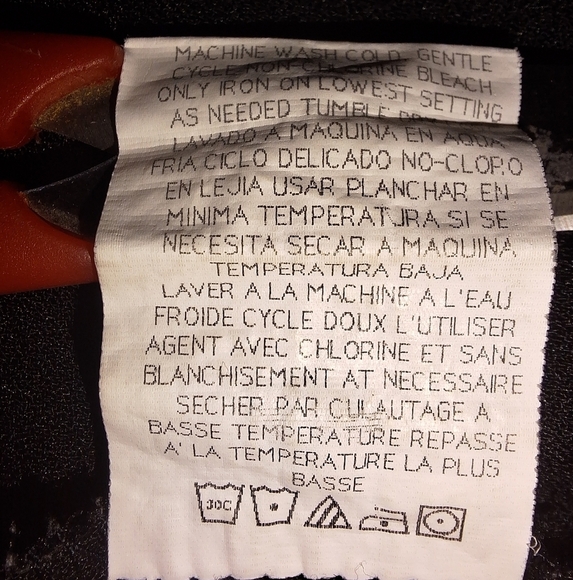 MACHINE WASH COLD GENTLE
CYCLE NON-CLORINE BLEACH
ONLY IRON ON LOWEST SETTING
AS NEEDED TUMBLE
LAVADO A MAQUINA EN AQUA
FRIA CICLO DELICADO NO-CLORO
EN LEJIA USAR PLANCHAR EN
MINIMA TEMPERATURA SI SE
NECESITA SECAR A MAQUINA
TEMPERATURA BAJA
LAVER A LA MACHINE A L'EAU
FROIDE CYCLE DOUX L'UTILISER
AGENT AVEC CHLORINE ET SANS
BLANCHISEMENT AT NECESSAIRE
SECHER PAR CULAUTAGE A
BASSE TEMPERATURE REPASSE
A' LA TEMPERATURE LA PLUS
BASSE
30C